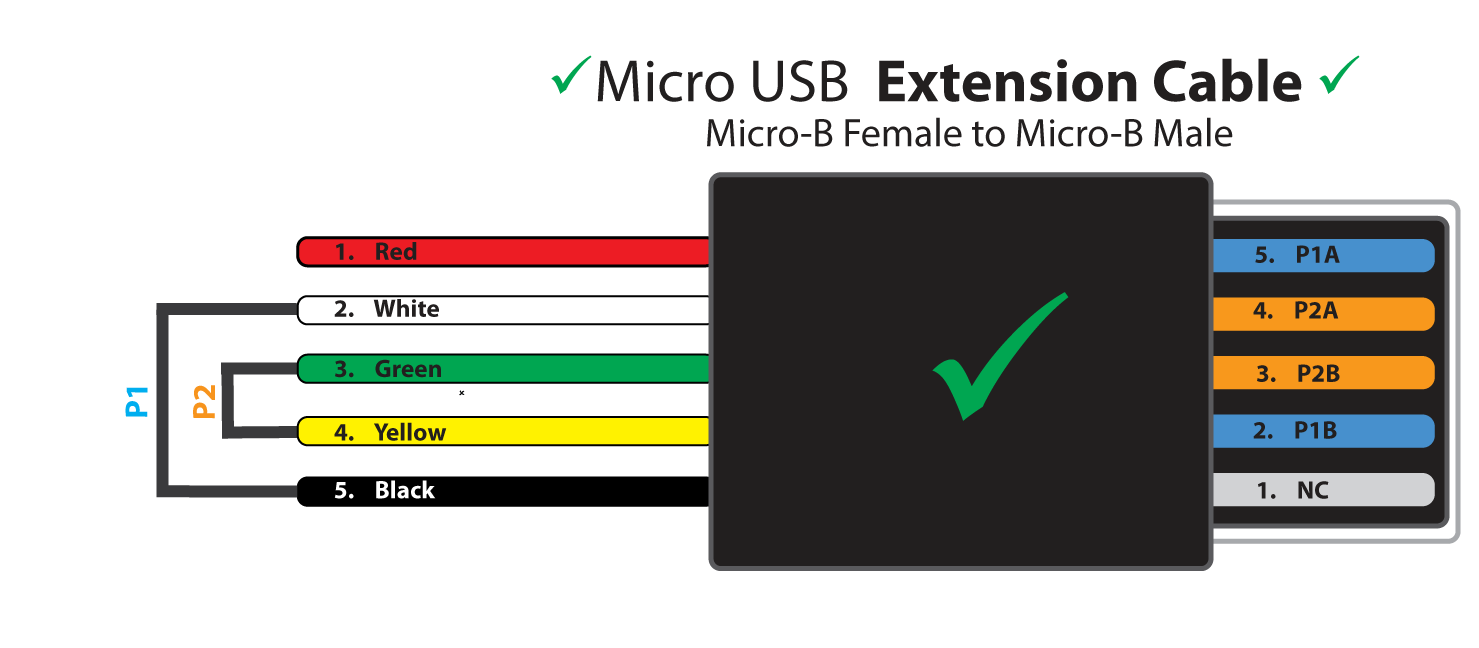 Micro USB Extension Cable
Micro-B Female to Micro-B Male
1. Red
5. P1A
2. White
4. P2A
3. Green
3. P2B
4. Yellow
2. P1B
5. Black
1. NC
P1
P2